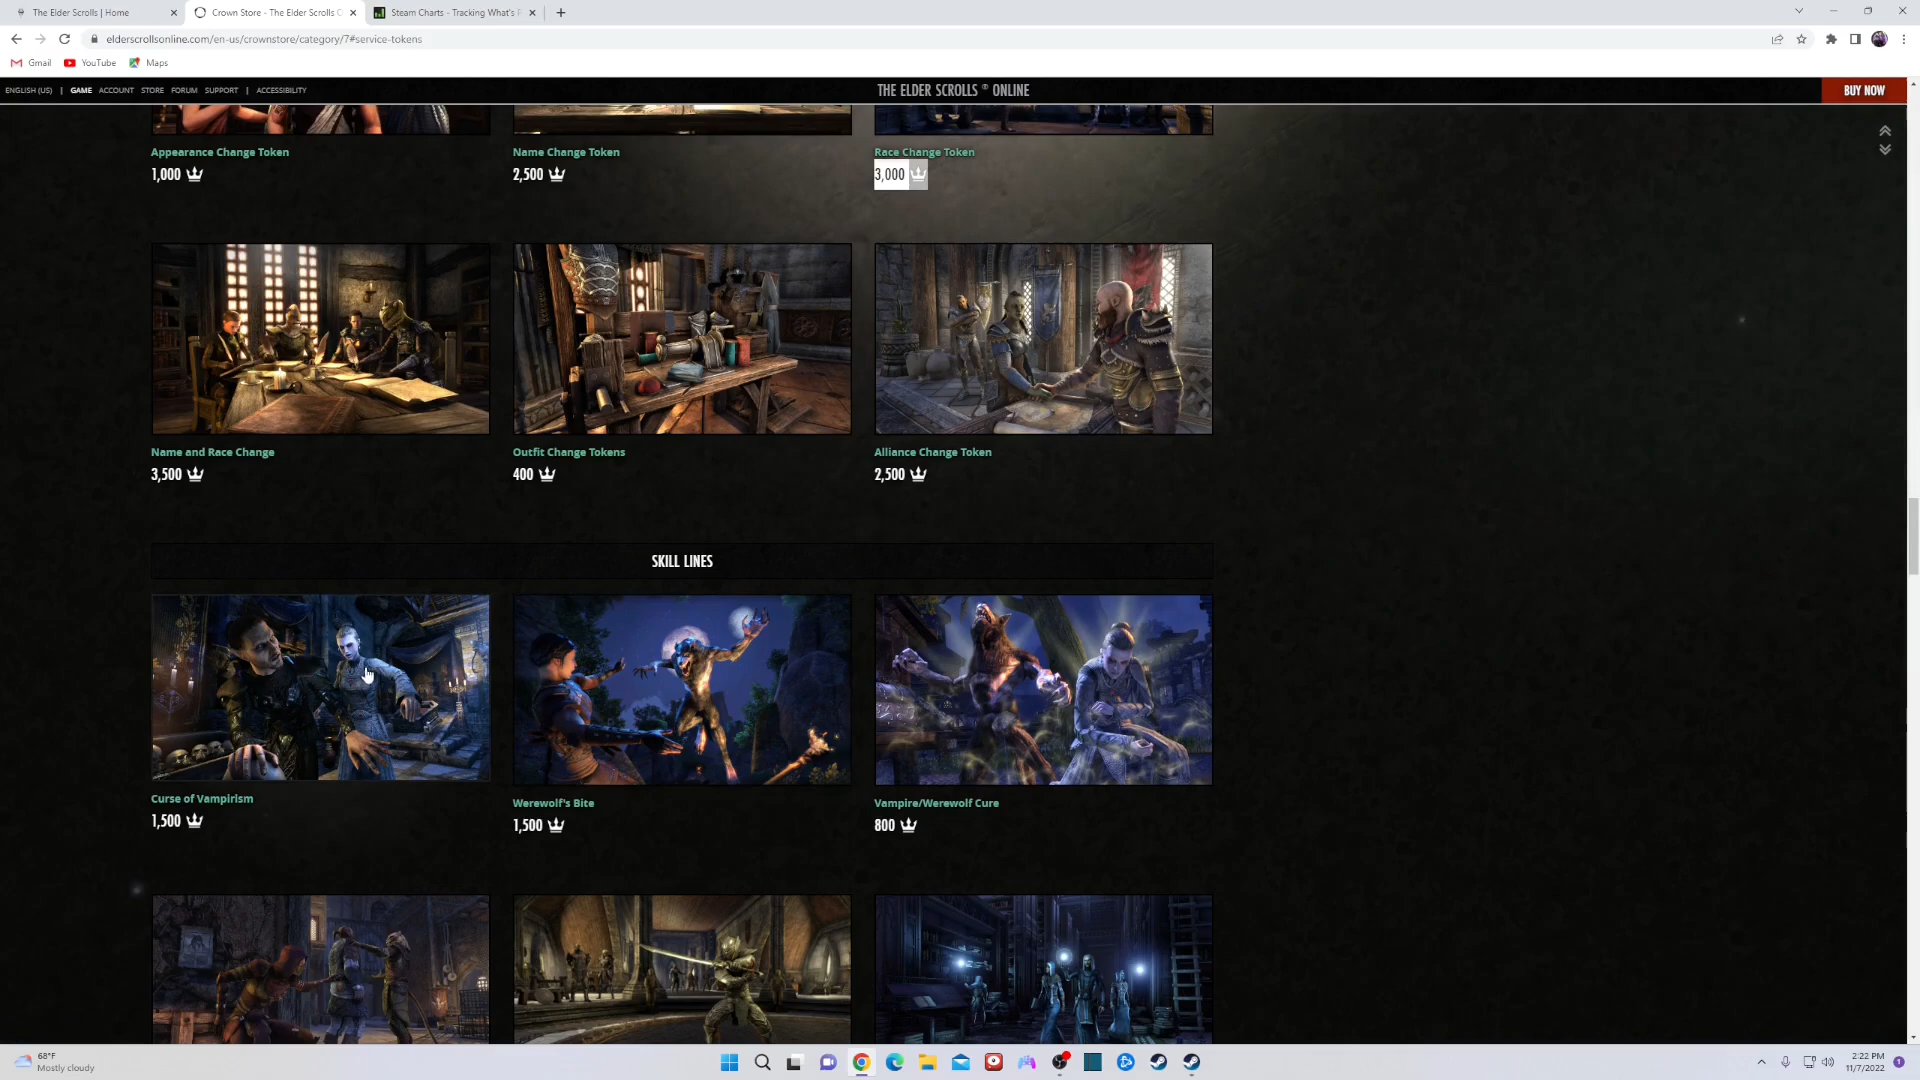 The Elder Scrolls | Home
Crown Store - The Elder Scrolls O
Steam Charts - Tracking What's P
elderscrollsonline.com/en-us/crownstore/category/7#service-tokens
Gmail
YouTube
Maps
ENGLISH (US) | GAME ACCOUNT STORE FORUM SUPPORT | ACCESSIBILITY
THE ELDER SCROLLS ® ONLINE
BUY NOW
Appearance Change Token
1,000
Name Change Token
2,500
Race Change Token
3,000
Name and Race Change
3,500
Outfit Change Tokens
400
Alliance Change Token
2,500
SKILL LINES
Curse of Vampirism
1,500
Werewolf's Bite
1,500
Vampire/Werewolf Cure
800
68°F
Mostly cloudy
2:22 PM
11/7/2022
1